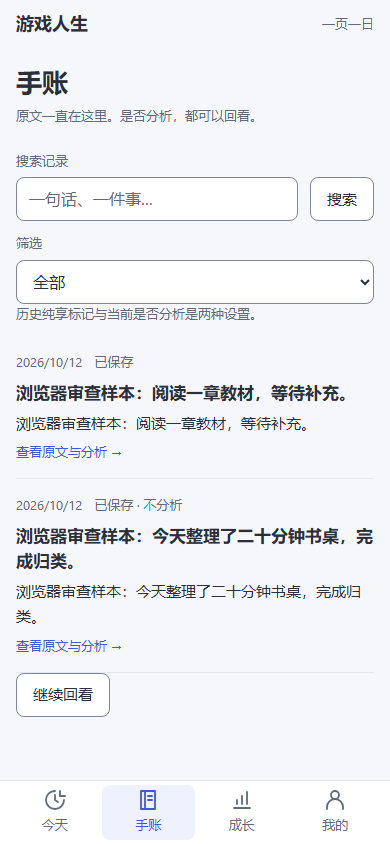 游戏人生
一页一日
手账
原文一直在这里。是否分析，都可以回看。
搜索记录
一句话、一件事...
搜索
筛选
全部
历史纯享标记与当前是否分析是两种设置。
2026/10/12 已保存
浏览器审查样本：阅读一章教材，等待补充。
浏览器审查样本：阅读一章教材，等待补充。
查看原文与分析 →
2026/10/12 已保存 · 不分析
浏览器审查样本：今天整理了二十分钟书桌，完
成归类。
浏览器审查样本：今天整理了二十分钟书桌，完成归
类。
查看原文与分析 →
继续回看
今天
手账
成长
我的